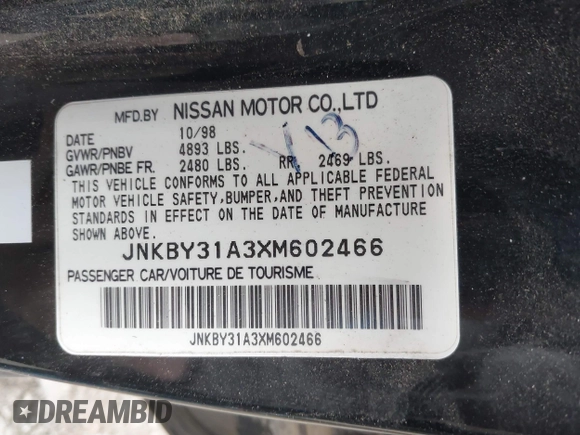 MFD.BY NISSAN MOTOR CO.,LTD
DATE 10/98
GVWR/PNBV 4893 LBS.
GAWR/PNBE FR. 2480 LBS. RR. 2469 LBS.
THIS VEHICLE CONFORMS TO ALL APPLICABLE FEDERAL
MOTOR VEHICLE SAFETY,BUMPER,AND THEFT PREVENTION
STANDARDS IN EFFECT ON THE DATE OF MANUFACTURE
SHOWN ABOVE.
JNKBY31A3XM602466
PASSENGER CAR/VOITURE DE TOURISME
JNKBY31A3XM602466
Y13
DREAMBID